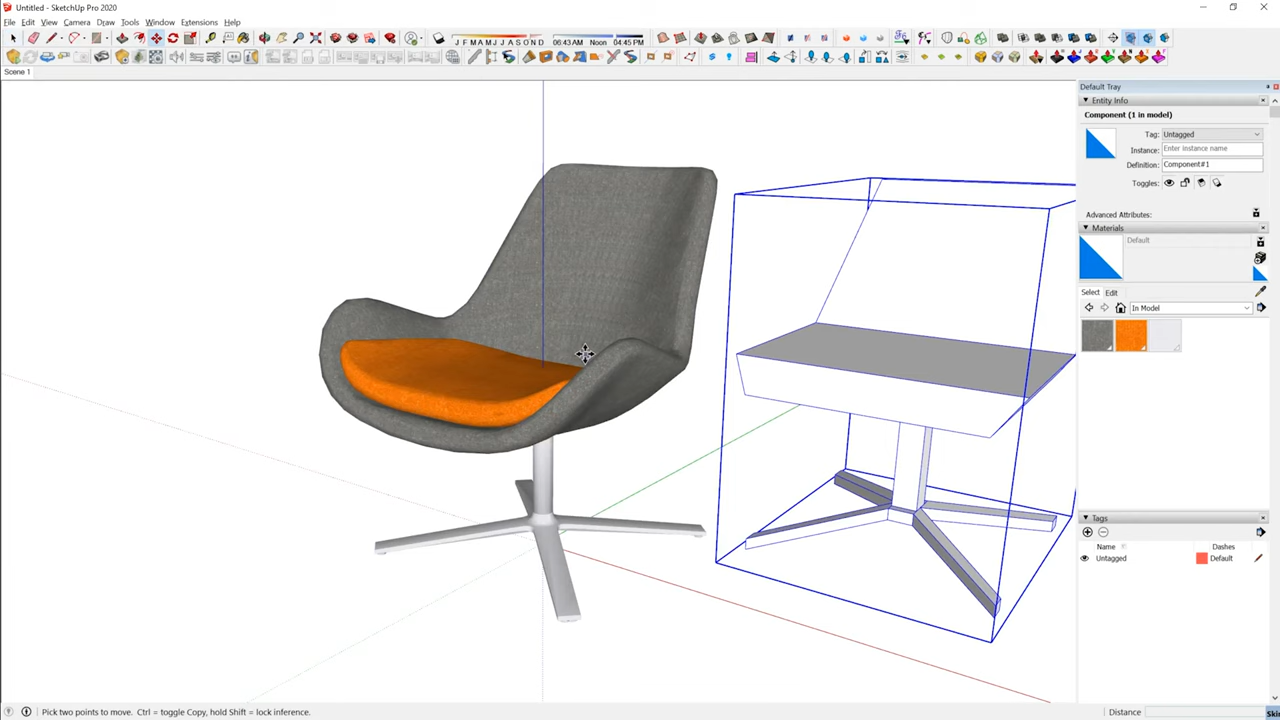 Untitled - SketchUp Pro 2020
File Edit View Camera Draw Tools Window Extensions Help
J F M A M J J A S O N D 06:43 AM Noon 04:45 PM
Scene 1
Default Tray
Entity Info
Component (1 in model)
Tag: Untagged
Instance: Enter instance name
Definition: Component#1
Toggles:
Advanced Attributes:
Materials
Default
Select Edit
In Model
Tags
Name Dashes
Untagged Default
Pick two points to move. Ctrl = toggle Copy, hold Shift = lock inference.
Distance